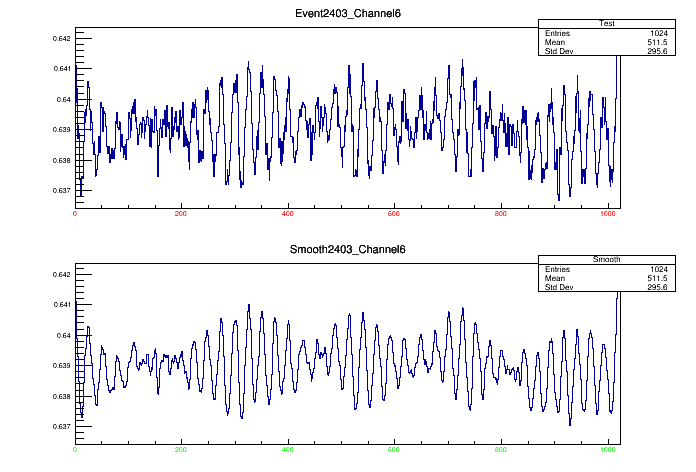 Event2403_Channel6
Test
Entries 1024
Mean 511.5
Std Dev 295.6
0.642
0.641
0.64
0.639
0.638
0.637
0 200 400 600 800 1000
Smooth2403_Channel6
Smooth
Entries 1024
Mean 511.5
Std Dev 295.6
0.642
0.641
0.64
0.639
0.638
0.637
0 200 400 600 800 1000